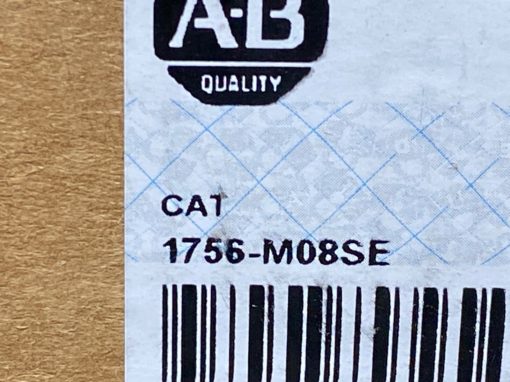 A-B
QUALITY
CAT
1756-M08SE